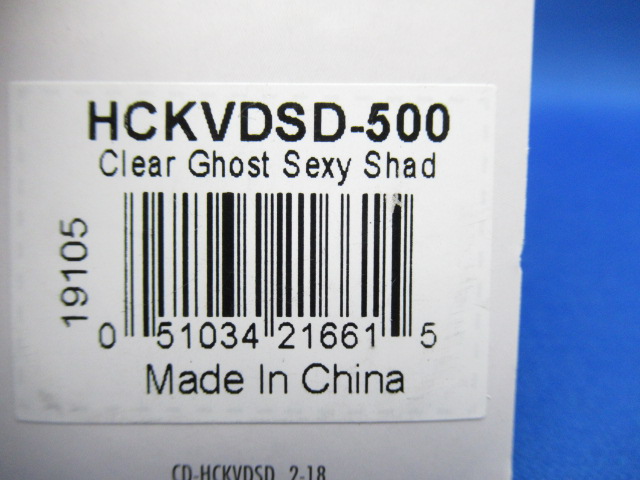 HCKVDSD-500
Clear Ghost Sexy Shad
19105
0 51034 21661 5
Made In China
CD-HCKVDSD 2-18